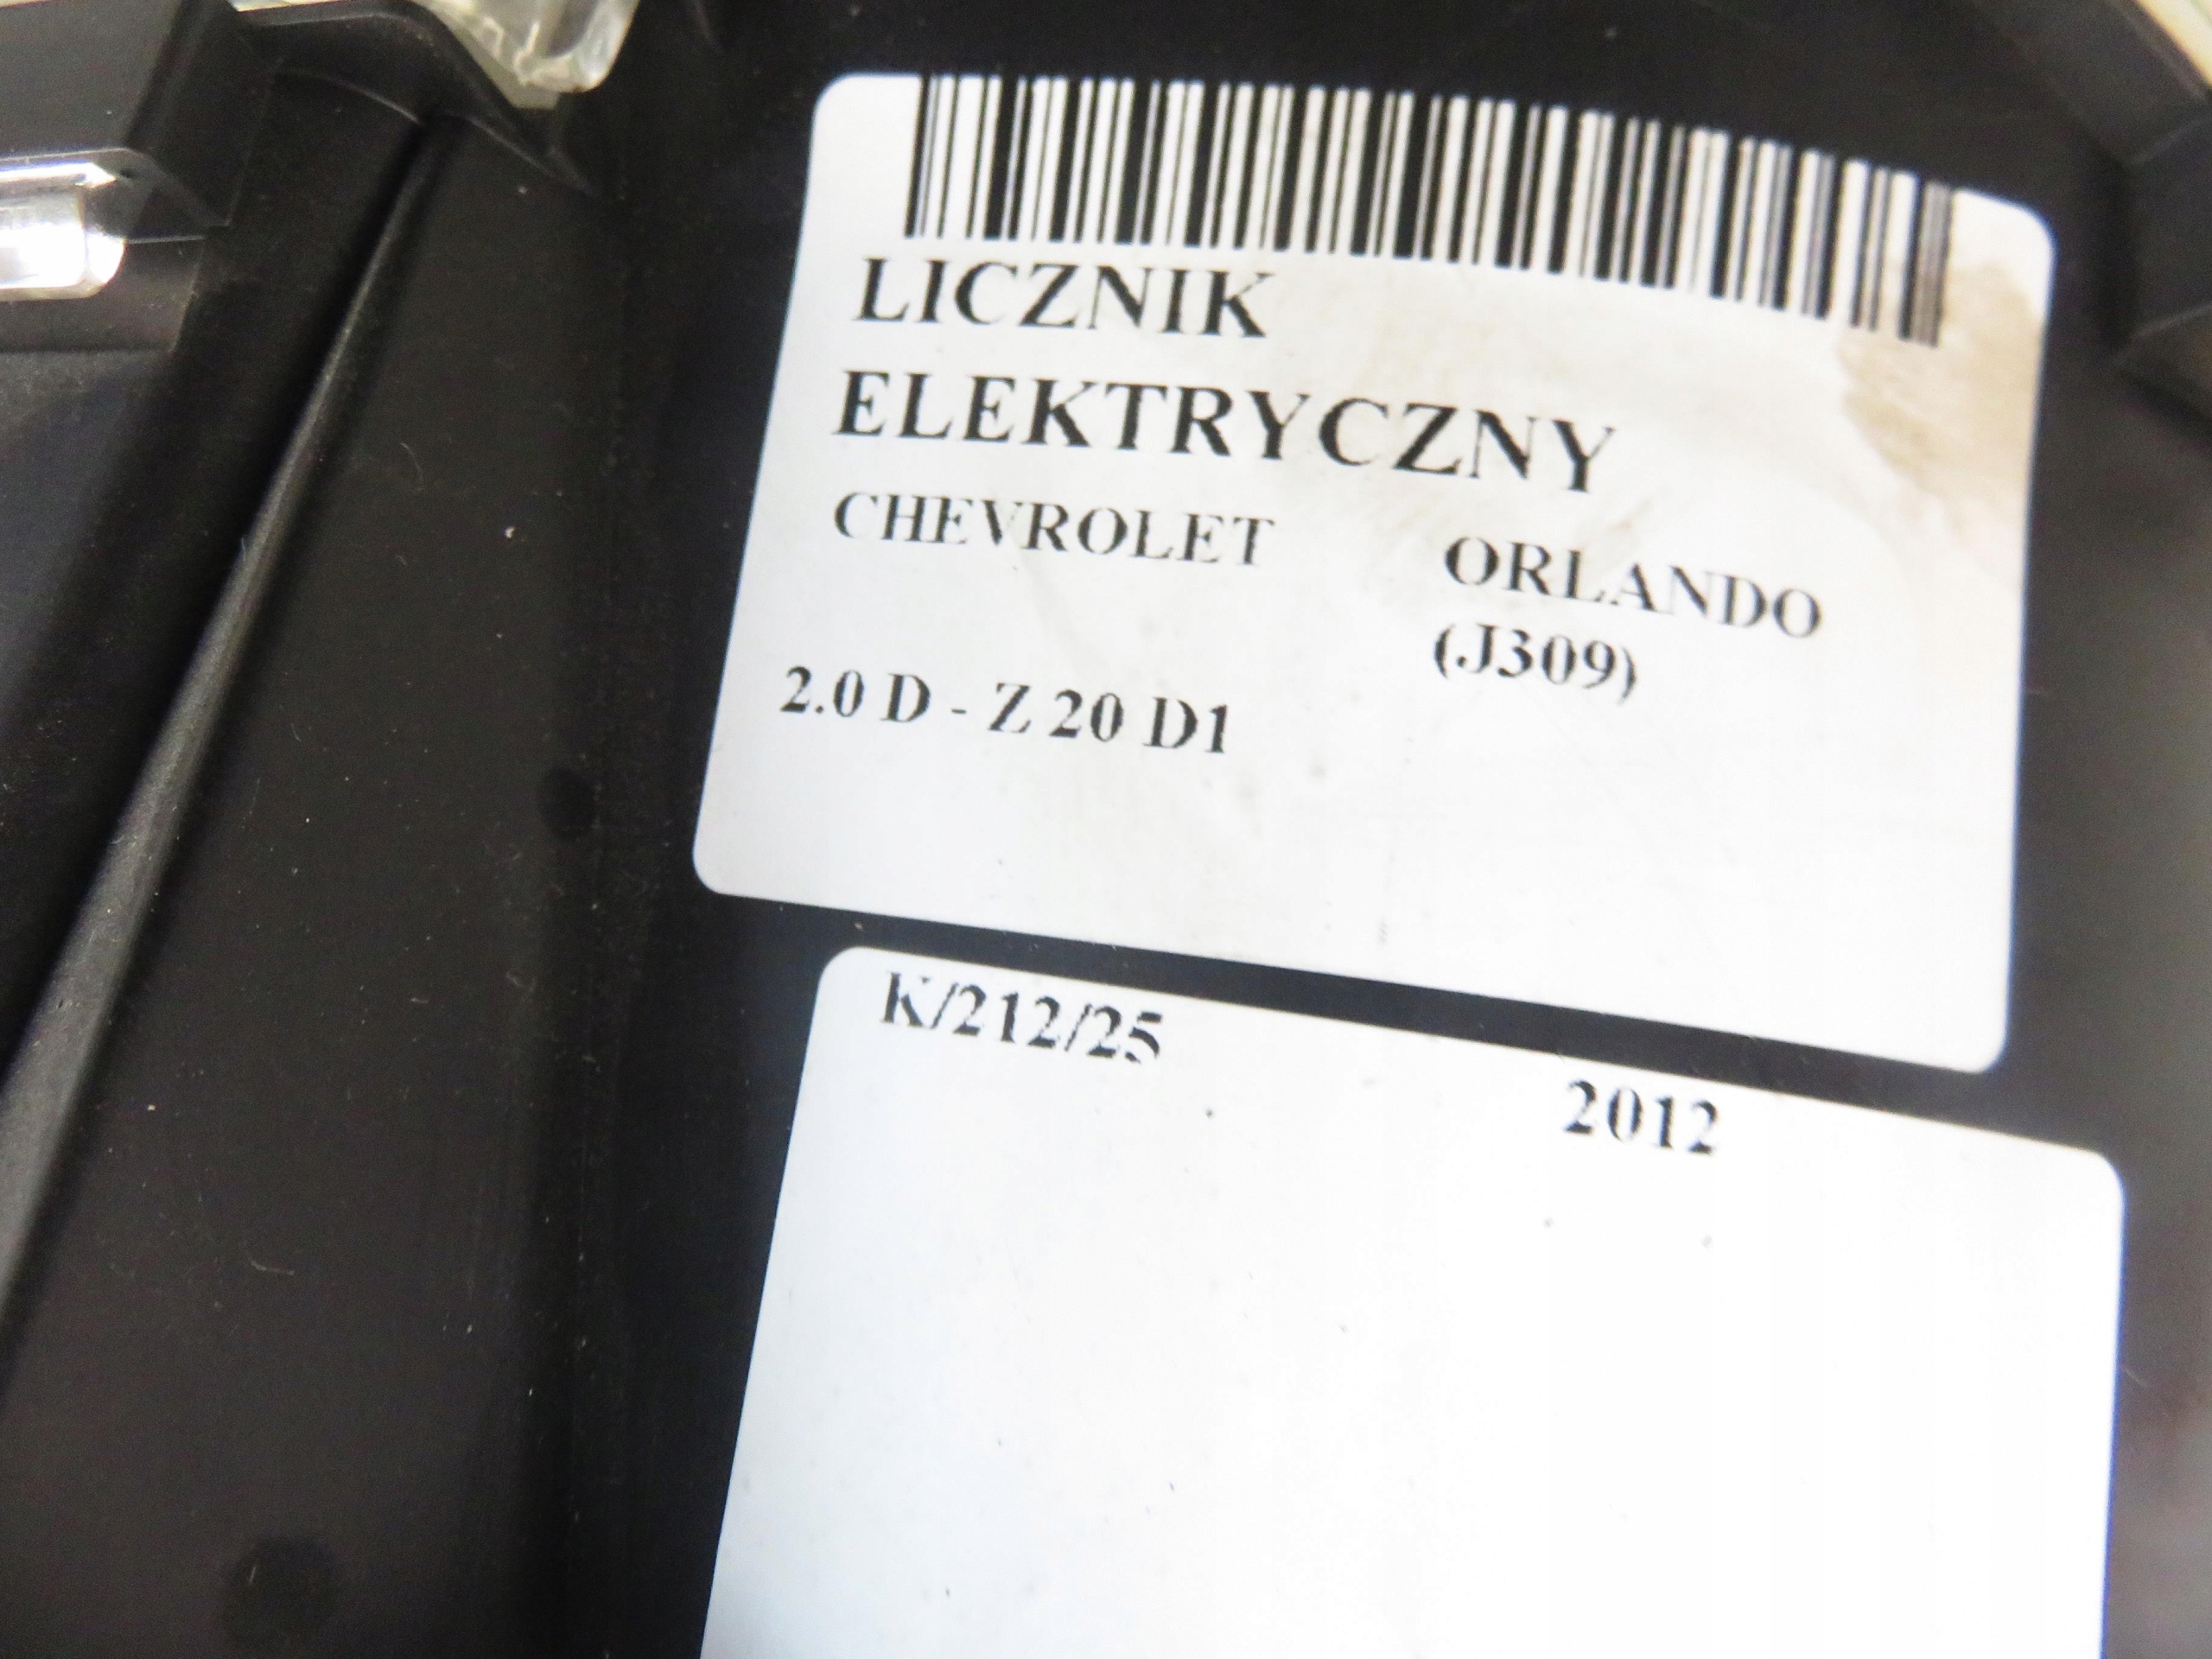 LICZNIK
ELEKTRYCZNY
CHEVROLET ORLANDO
(J309)
2.0 D - Z 20 D1
K/212/25 2012